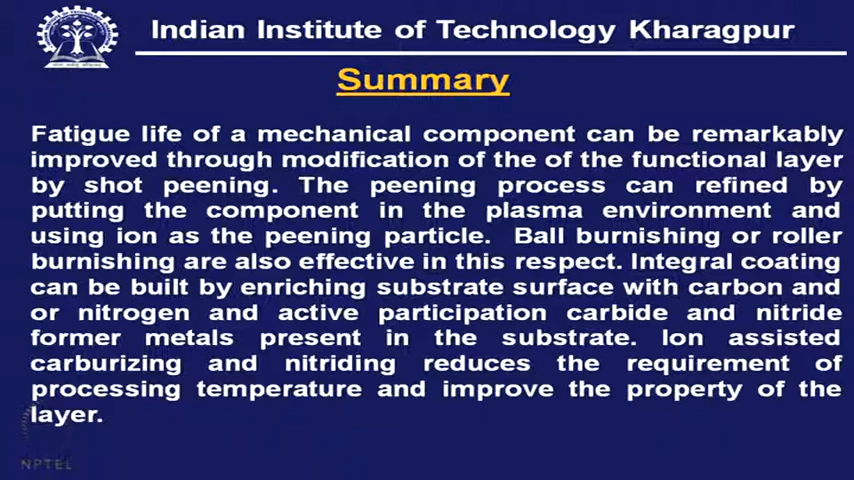 Indian Institute of Technology Kharagpur
Summary
Fatigue life of a mechanical component can be remarkably
improved through modification of the of the functional layer
by shot peening. The peening process can refined by
putting the component in the plasma environment and
using ion as the peening particle. Ball burnishing or roller
burnishing are also effective in this respect. Integral coating
can be built by enriching substrate surface with carbon and
or nitrogen and active participation carbide and nitride
former metals present in the substrate. Ion assisted
carburizing and nitriding reduces the requirement of
processing temperature and improve the property of the
layer.
NPTEL